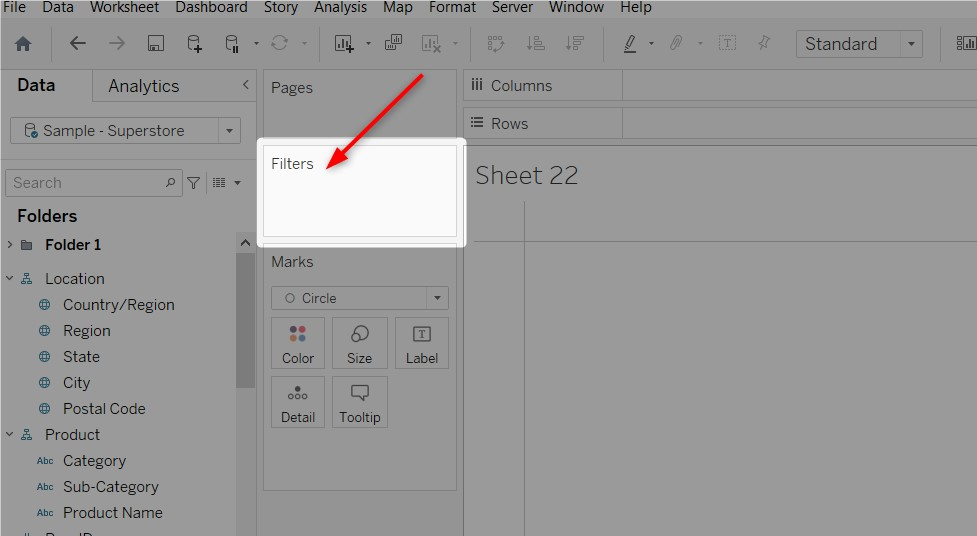 File Data Worksheet Dashboard Story Analysis Map Format Server Window Help
Standard
Data Analytics
Sample - Superstore
Search
Folders
Folder 1
Location
Country/Region
Region
State
City
Postal Code
Product
Abc Category
Abc Sub-Category
Abc Product Name
Pages
Filters
Marks
Circle
Color Size Label
Detail Tooltip
Columns
Rows
Sheet 22